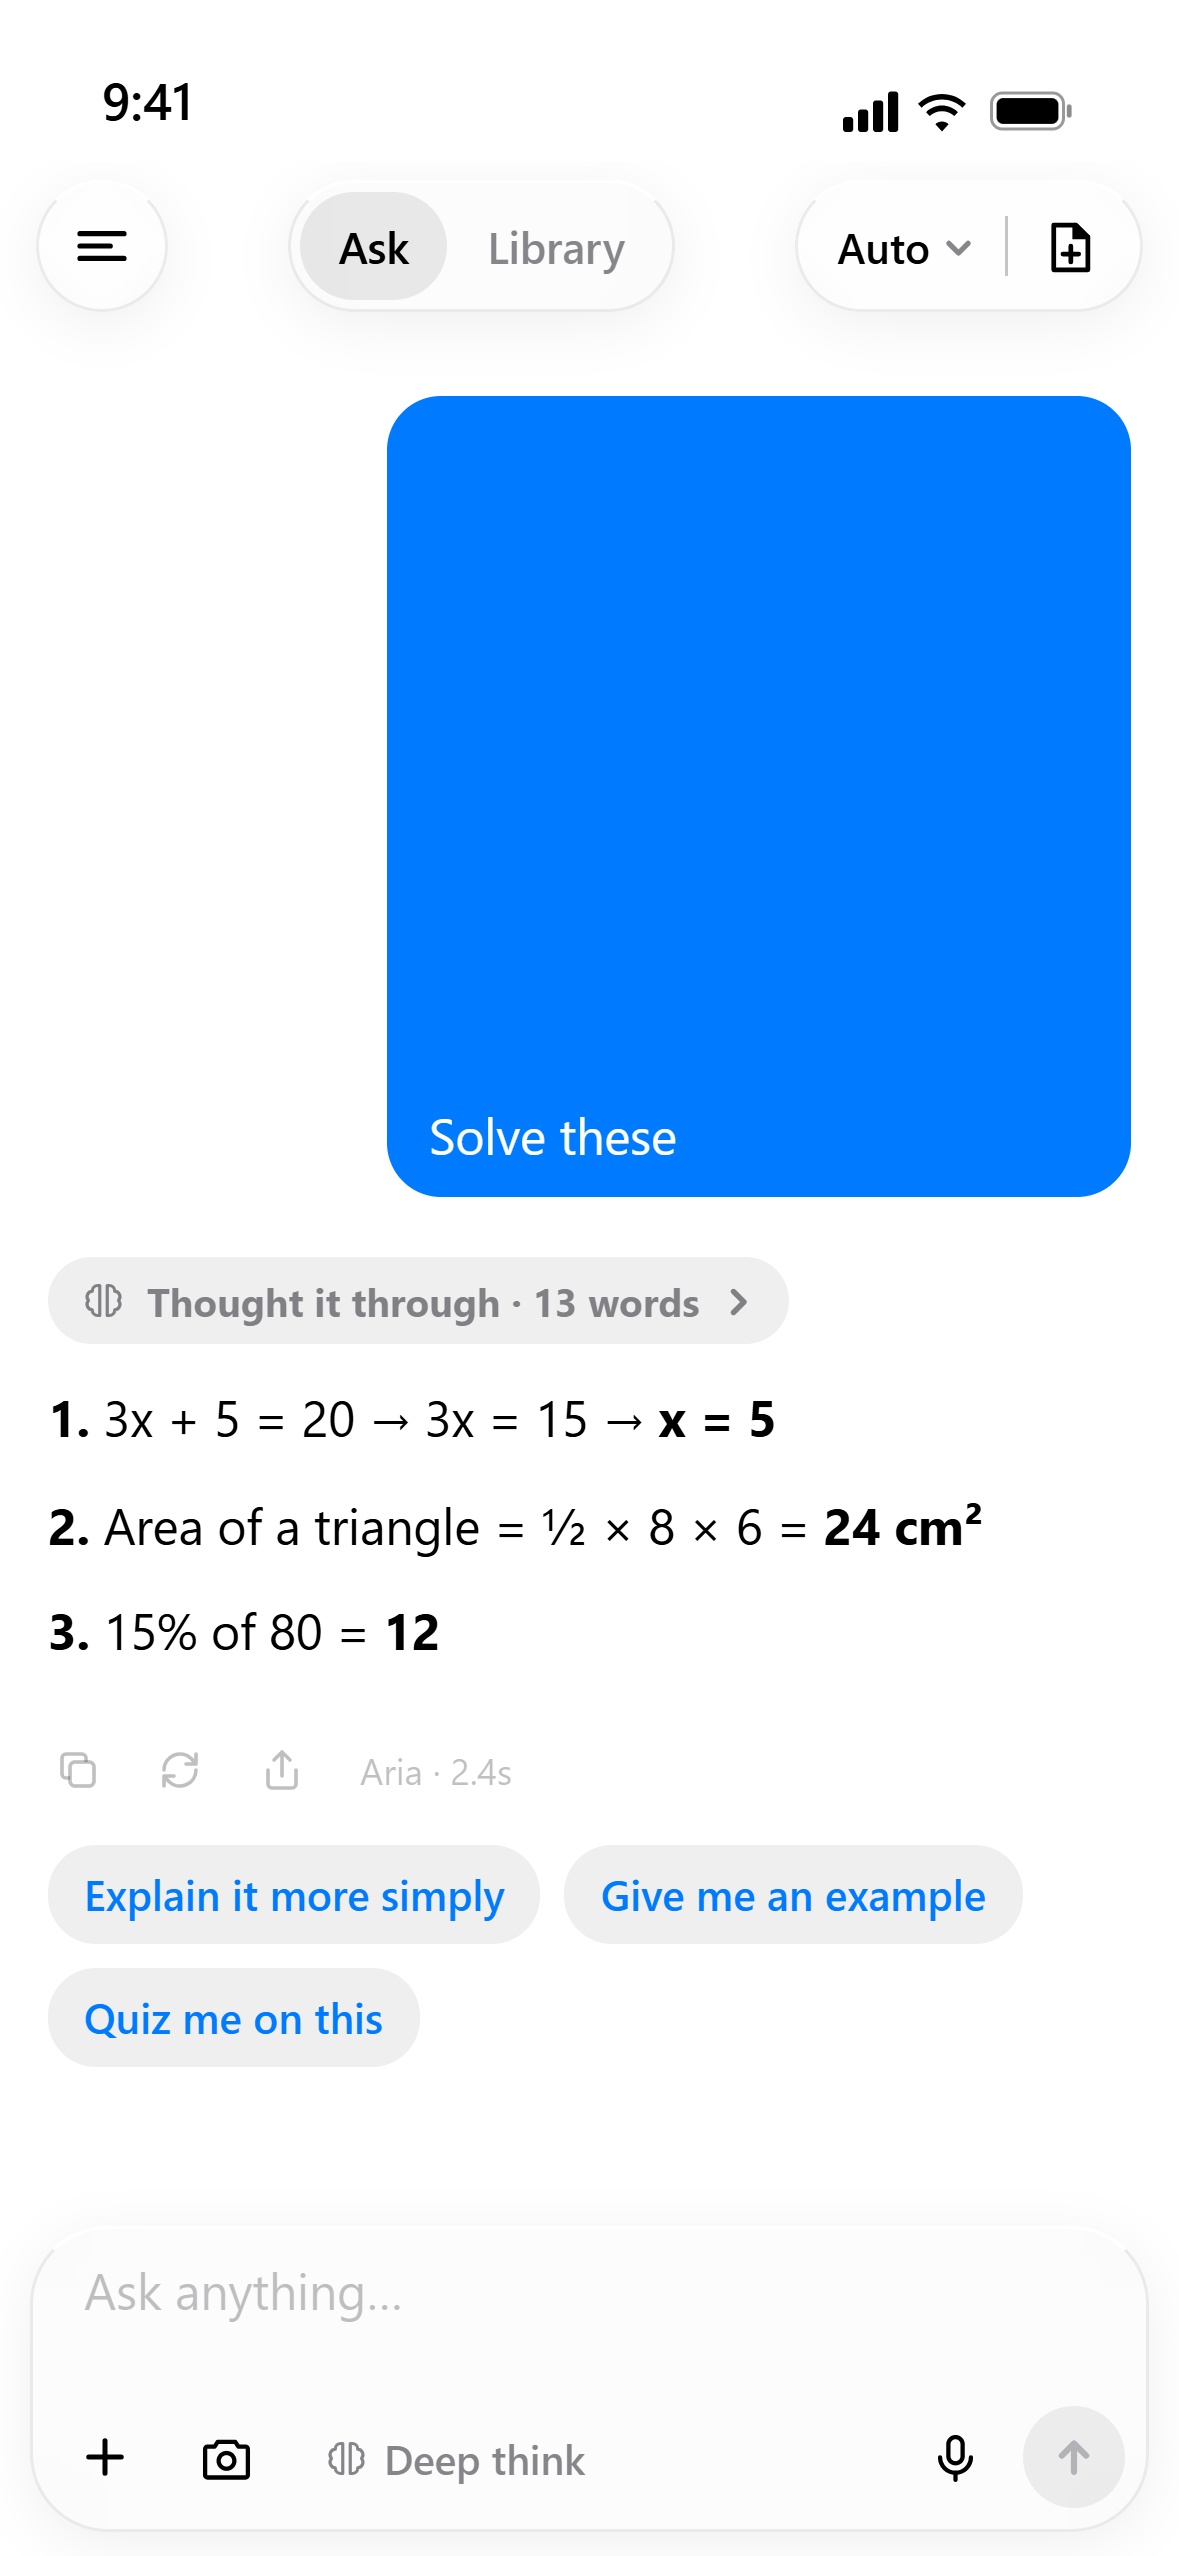 9:41
Ask Library Auto
Solve these
Thought it through · 13 words
1. 3x + 5 = 20 → 3x = 15 → x = 5
2. Area of a triangle = ½ × 8 × 6 = 24 cm²
3. 15% of 80 = 12
Aria · 2.4s
Explain it more simply Give me an example
Quiz me on this
Ask anything...
Deep think